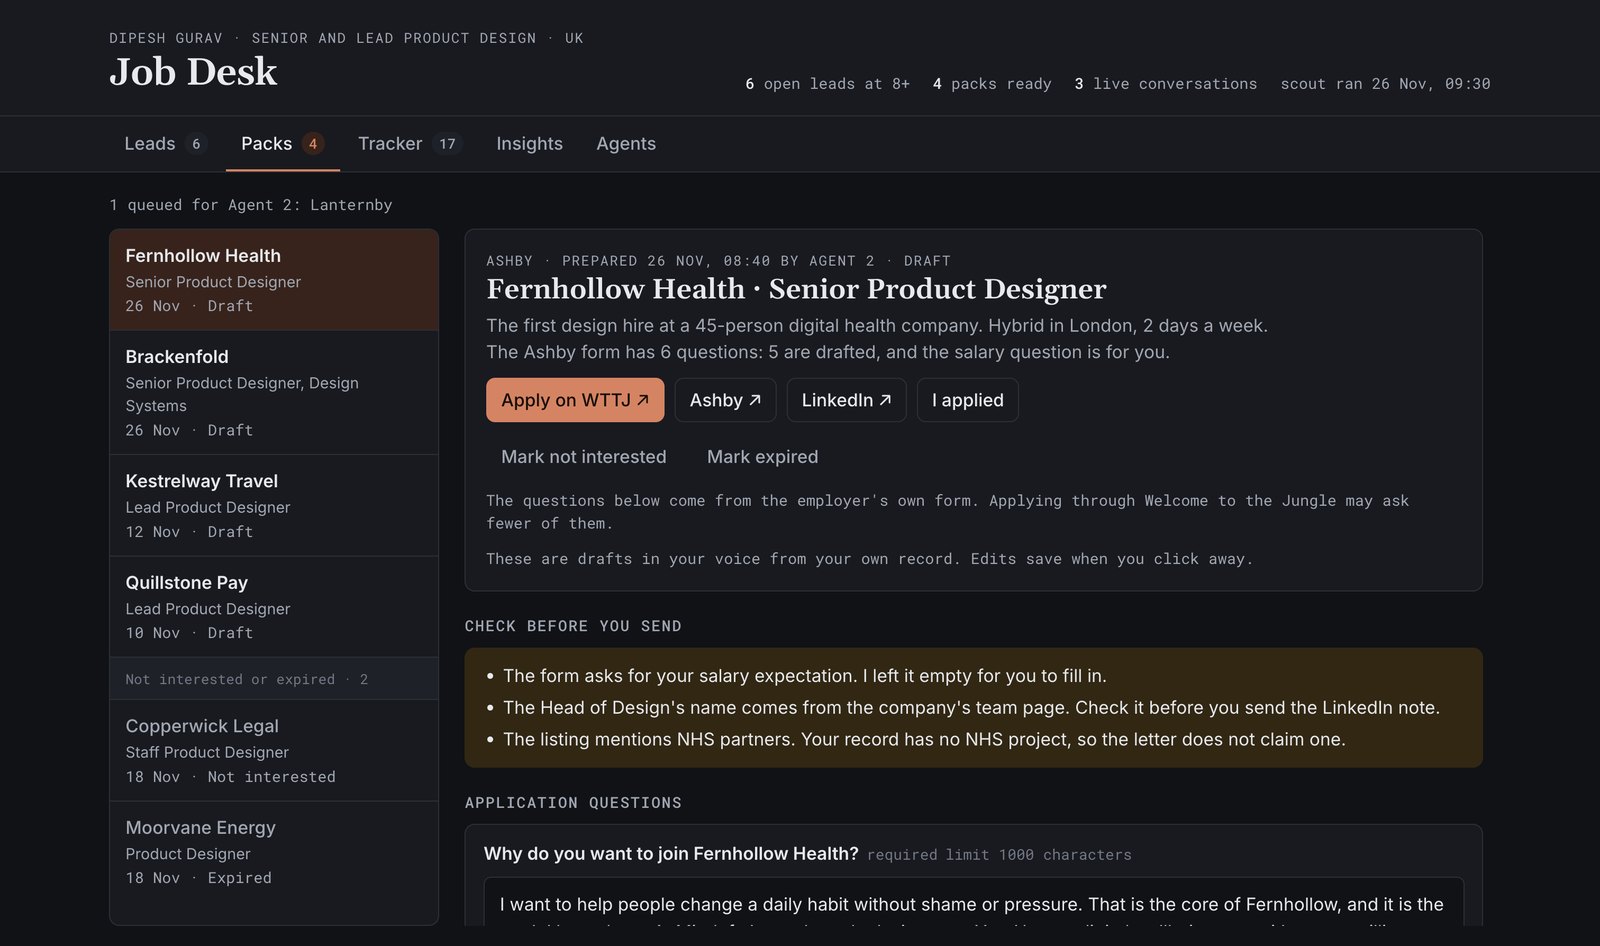 DIPESH GURAV · SENIOR AND LEAD PRODUCT DESIGN · UK
Job Desk
6 open leads at 8+ 4 packs ready 3 live conversations scout ran 26 Nov, 09:30
Leads 6 Packs 4 Tracker 17 Insights Agents
1 queued for Agent 2: Lanternby
Fernhollow Health
Senior Product Designer
26 Nov · Draft
Brackenfold
Senior Product Designer, Design
Systems
26 Nov · Draft
Kestrelway Travel
Lead Product Designer
12 Nov · Draft
Quillstone Pay
Lead Product Designer
10 Nov · Draft
Not interested or expired · 2
Copperwick Legal
Staff Product Designer
18 Nov · Not interested
Moorvane Energy
Product Designer
18 Nov · Expired
ASHBY · PREPARED 26 NOV, 08:40 BY AGENT 2 · DRAFT
Fernhollow Health · Senior Product Designer
The first design hire at a 45-person digital health company. Hybrid in London, 2 days a week.
The Ashby form has 6 questions: 5 are drafted, and the salary question is for you.
Apply on WTTJ ↗ Ashby ↗ LinkedIn ↗ I applied
Mark not interested Mark expired
The questions below come from the employer's own form. Applying through Welcome to the Jungle may ask
fewer of them.
These are drafts in your voice from your own record. Edits save when you click away.
CHECK BEFORE YOU SEND
• The form asks for your salary expectation. I left it empty for you to fill in.
• The Head of Design's name comes from the company's team page. Check it before you send the LinkedIn note.
• The listing mentions NHS partners. Your record has no NHS project, so the letter does not claim one.
APPLICATION QUESTIONS
Why do you want to join Fernhollow Health? required limit 1000 characters
I want to help people change a daily habit without shame or pressure. That is the core of Fernhollow, and it is the